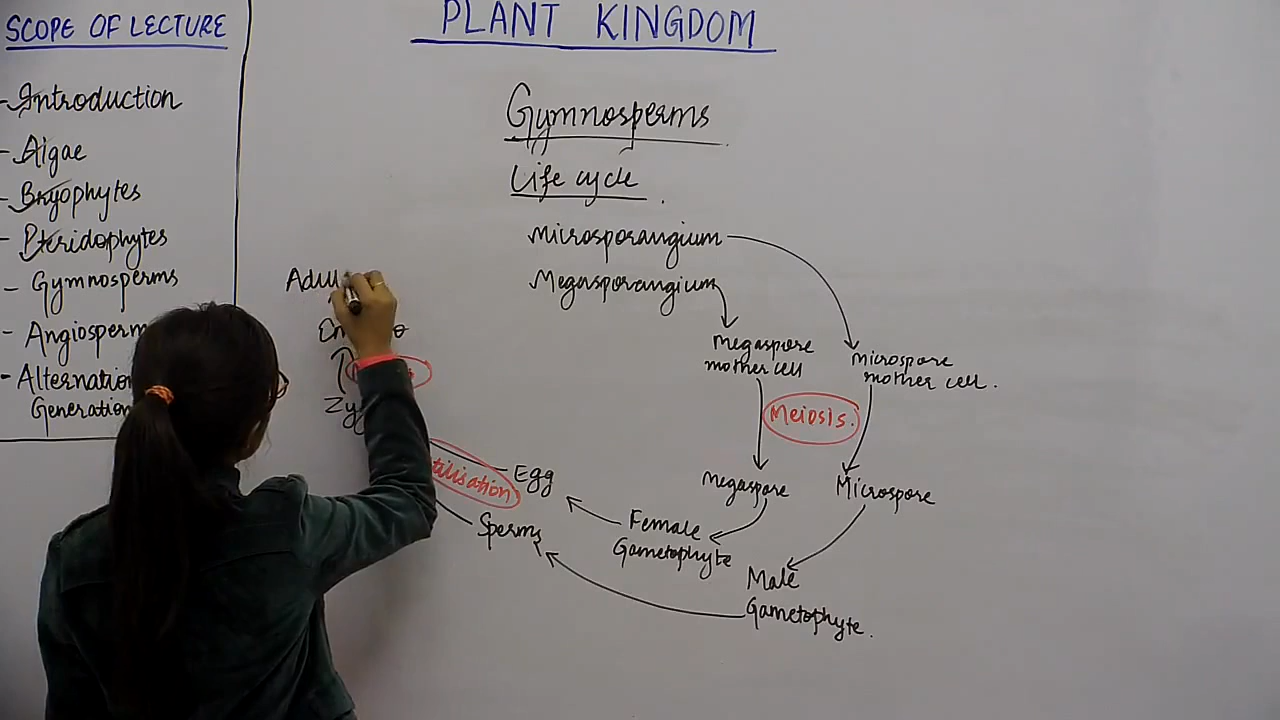 SCOPE OF LECTURE
- Introduction
- Algae
- Bryophytes
- Pteridophytes
- Gymnosperms
- Angiosperm
- Alternation
Generation
PLANT KINGDOM
Gymnosperms
Life cycle
Microsporangium
Megasporangium
Megaspore
mother cell
Microspore
mother cell.
Meiosis.
Megaspore
Microspore
Female
Gametophyte
Male
Gametophyte.
Egg
Sperms